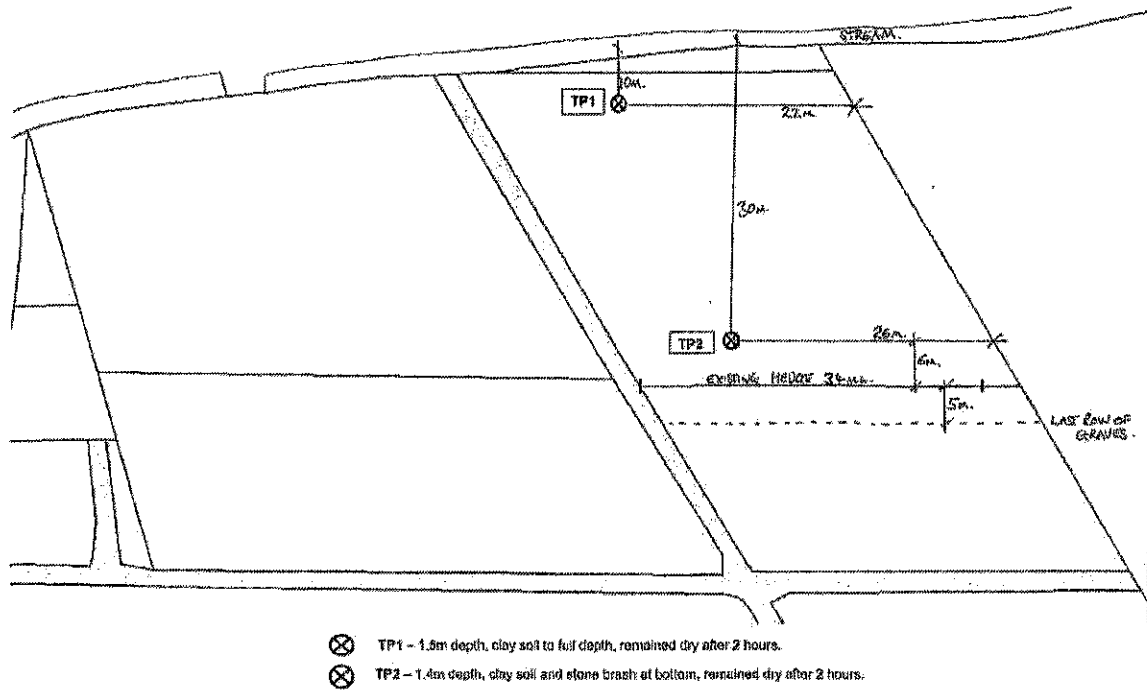 STREAM.
10m.
TP1
22m.
30m.
TP2
26m.
6m.
EXISTING HEDGE 34m.
5m.
LAST ROW OF
GRAVES.
TP1 – 1.5m depth, clay soil to full depth, remained dry after 2 hours.
TP2 – 1.4m depth, clay soil and stone brash at bottom, remained dry after 2 hours.